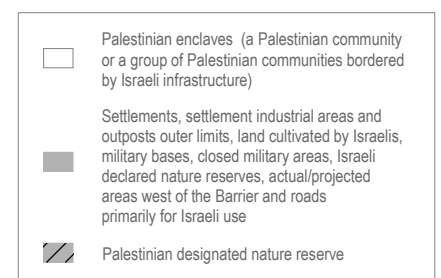 Palestinian enclaves (a Palestinian community
or a group of Palestinian communities bordered
by Israeli infrastructure)
Settlements, settlement industrial areas and
outposts outer limits, land cultivated by Israelis,
military bases, closed military areas, Israeli
declared nature reserves, actual/projected
areas west of the Barrier and roads
primarily for Israeli use
Palestinian designated nature reserve